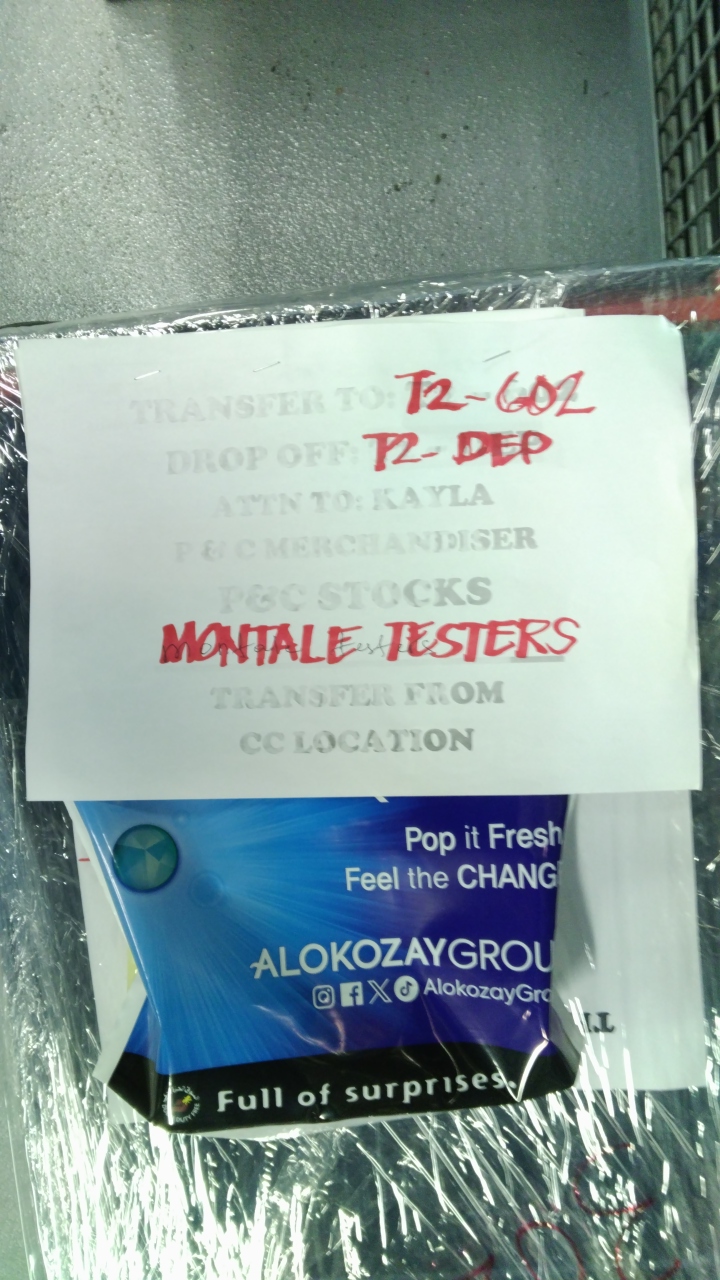 TRANSFER TO: T2-602
DROP OFF: T2-DEP
ATTN TO: KAYLA
P & C MERCHANDISER
P&C STOCKS
MONTALE TESTERS
TRANSFER FROM
CC LOCATION
Pop it Fresh
Feel the CHANG
ALOKOZAYGROU
AlokozayGro
Full of surprises.